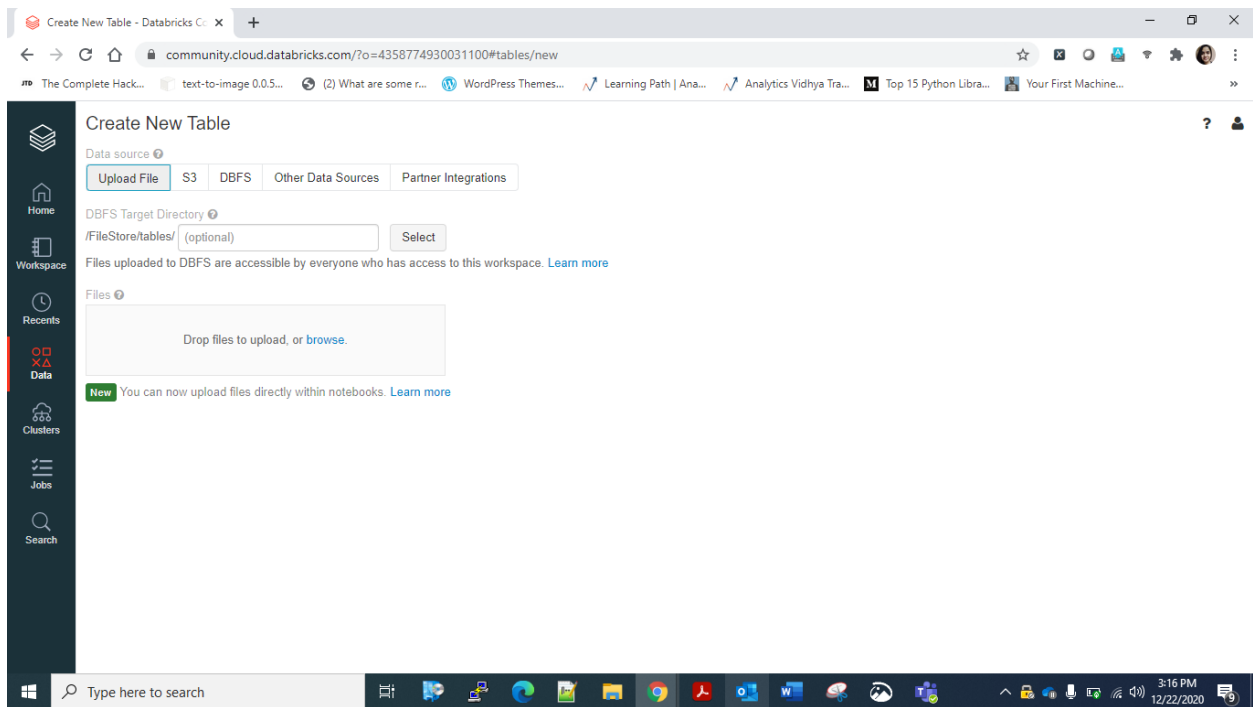 Create New Table - Databricks Co
community.cloud.databricks.com/?o=4358774930031100#tables/new
JTD The Complete Hack... text-to-image 0.0.5... (2) What are some r... WordPress Themes... Learning Path | Ana... Analytics Vidhya Tra... M Top 15 Python Libra... Your First Machine... »
Create New Table ?
Data source ?
Upload File S3 DBFS Other Data Sources Partner Integrations
Home
DBFS Target Directory ?
/FileStore/tables/ (optional) Select
Workspace
Files uploaded to DBFS are accessible by everyone who has access to this workspace. Learn more
Files ?
Recents
Drop files to upload, or browse.
Data
New You can now upload files directly within notebooks. Learn more
Clusters
Jobs
Search
Type here to search
3:16 PM
12/22/2020
9